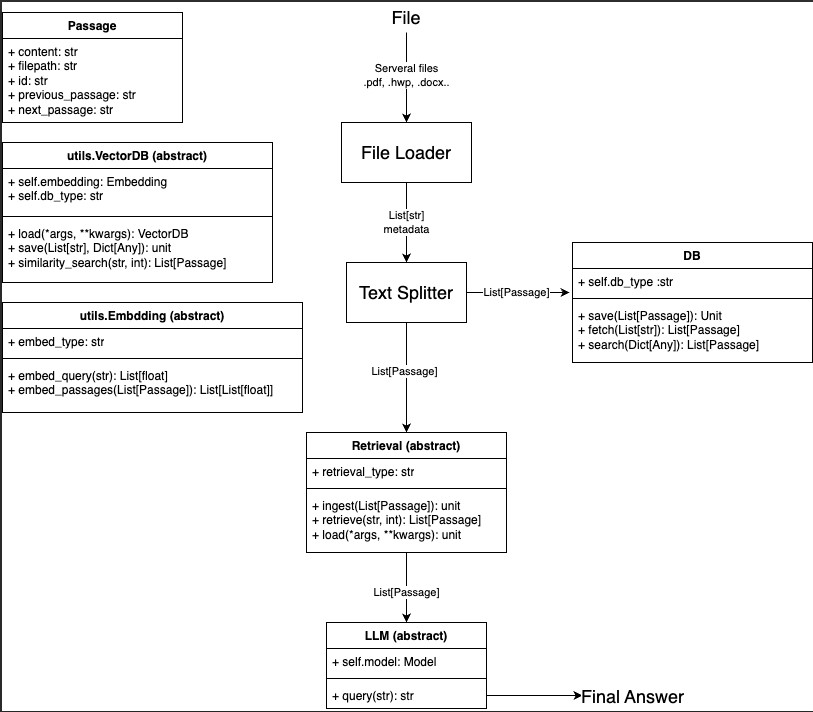 Passage
+ content: str
+ filepath: str
+ id: str
+ previous_passage: str
+ next_passage: str
utils.VectorDB (abstract)
+ self.embedding: Embedding
+ self.db_type: str
+ load(*args, **kwargs): VectorDB
+ save(List[str], Dict[Any]): unit
+ similarity_search(str, int): List[Passage]
utils.Embdding (abstract)
+ embed_type: str
+ embed_query(str): List[float]
+ embed_passages(List[Passage]): List[List[float]]
File
Serveral files
.pdf, .hwp, .docx..
File Loader
List[str]
metadata
Text Splitter
List[Passage]
DB
+ self.db_type :str
+ save(List[Passage]): Unit
+ fetch(List[str]): List[Passage]
+ search(Dict[Any]): List[Passage]
List[Passage]
Retrieval (abstract)
+ retrieval_type: str
+ ingest(List[Passage]): unit
+ retrieve(str, int): List[Passage]
+ load(*args, **kwargs): unit
List[Passage]
LLM (abstract)
+ self.model: Model
+ query(str): str
Final Answer